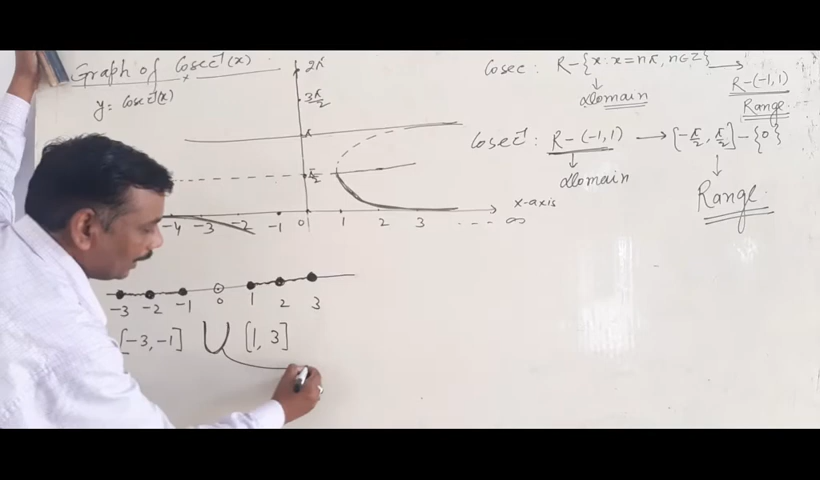 Graph of Cosec⁻¹(x)
y = Cosec⁻¹(x)
2π
3π/2
π
π/2
x-axis
-4 -3 -2 -1 0 1 2 3 ---- ∞
-3 -2 -1 0 1 2 3
[-3, -1] ∪ [1, 3]
Cosec : R - {x : x = nπ, n∈Z} → R - (-1, 1)
Domain Range
Cosec⁻¹ : R - (-1, 1) → [-π/2, π/2] - {0}
Domain Range